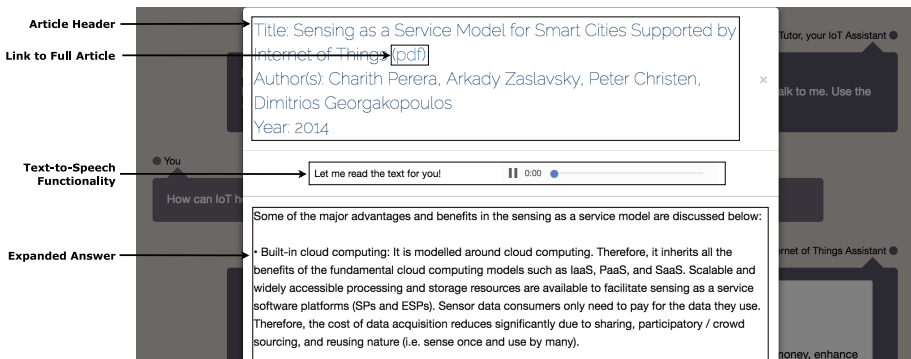 Article Header
Link to Full Article
Text-to-Speech
Functionality
Expanded Answer
Title: Sensing as a Service Model for Smart Cities Supported by
Internet of Things (pdf)
Author(s): Charith Perera, Arkady Zaslavsky, Peter Christen,
Dimitrios Georgakopoulos
Year: 2014
×
Tutor, your IoT Assistant
alk to me. Use the
You
How can IoT h
Let me read the text for you!
0:00
Some of the major advantages and benefits in the sensing as a service model are discussed below:
• Built-in cloud computing: It is modelled around cloud computing. Therefore, it inherits all the
benefits of the fundamental cloud computing models such as IaaS, PaaS, and SaaS. Scalable and
widely accessible processing and storage resources are available to facilitate sensing as a service
software platforms (SPs and ESPs). Sensor data consumers only need to pay for the data they use.
Therefore, the cost of data acquisition reduces significantly due to sharing, participatory / crowd
sourcing, and reusing nature (i.e. sense once and use by many).
rnet of Things Assistant
noney, enhance